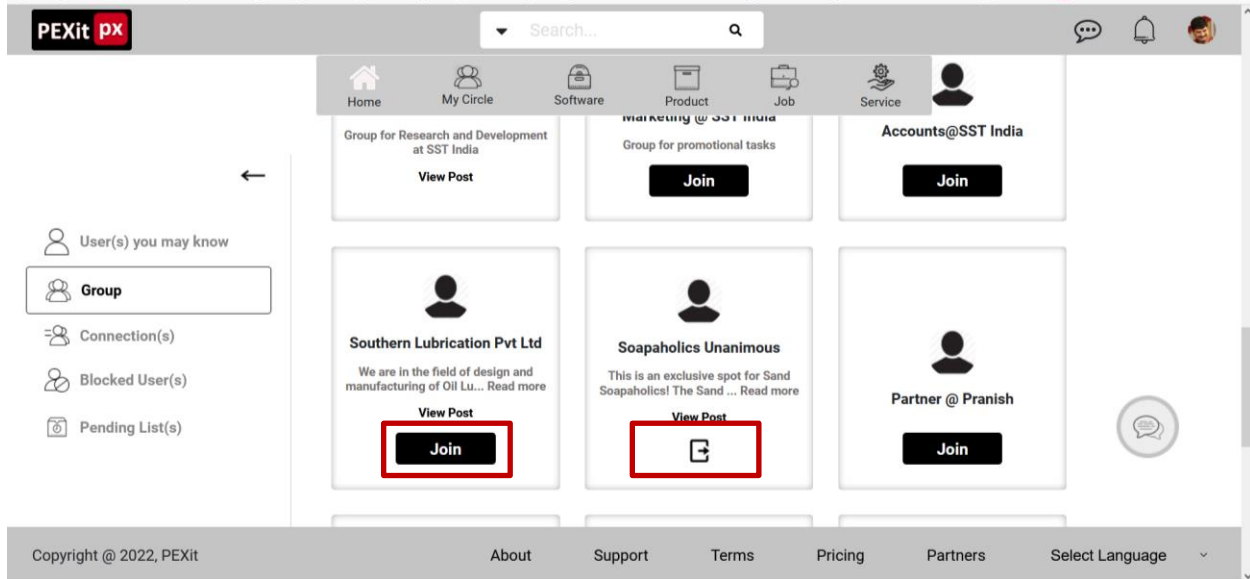 PEXit px
Search...
Home
My Circle
Software
Product
Job
Service
Group for Research and Development
at SST India
View Post
Marketing @ SST India
Group for promotional tasks
Join
Accounts@SST India
Join
User(s) you may know
Group
Connection(s)
Blocked User(s)
Pending List(s)
Southern Lubrication Pvt Ltd
We are in the field of design and
manufacturing of Oil Lu... Read more
View Post
Join
Soapaholics Unanimous
This is an exclusive spot for Sand
Soapaholics! The Sand ... Read more
View Post
Partner @ Pranish
Join
Copyright @ 2022, PEXit
About
Support
Terms
Pricing
Partners
Select Language